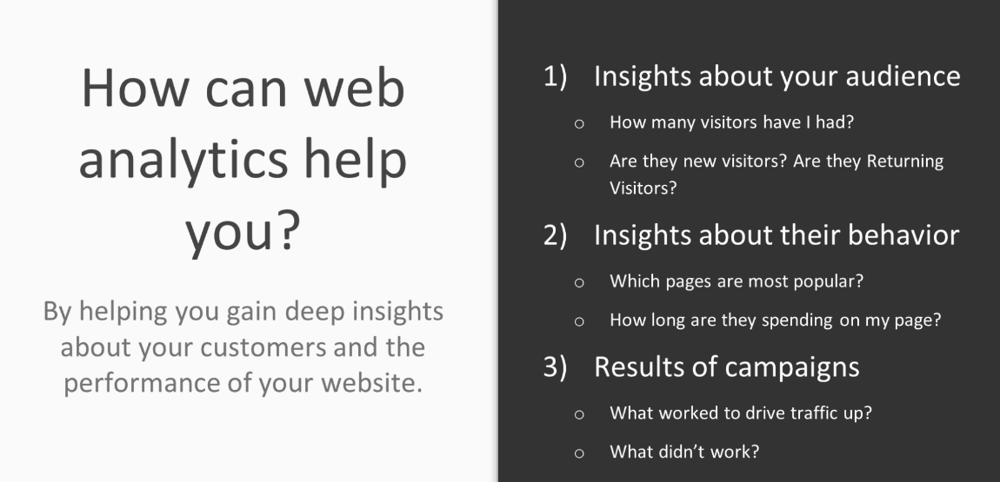 How can web
analytics help
you?
By helping you gain deep insights
about your customers and the
performance of your website.
1) Insights about your audience
o How many visitors have I had?
o Are they new visitors? Are they Returning
Visitors?
2) Insights about their behavior
o Which pages are most popular?
o How long are they spending on my page?
3) Results of campaigns
o What worked to drive traffic up?
o What didn’t work?